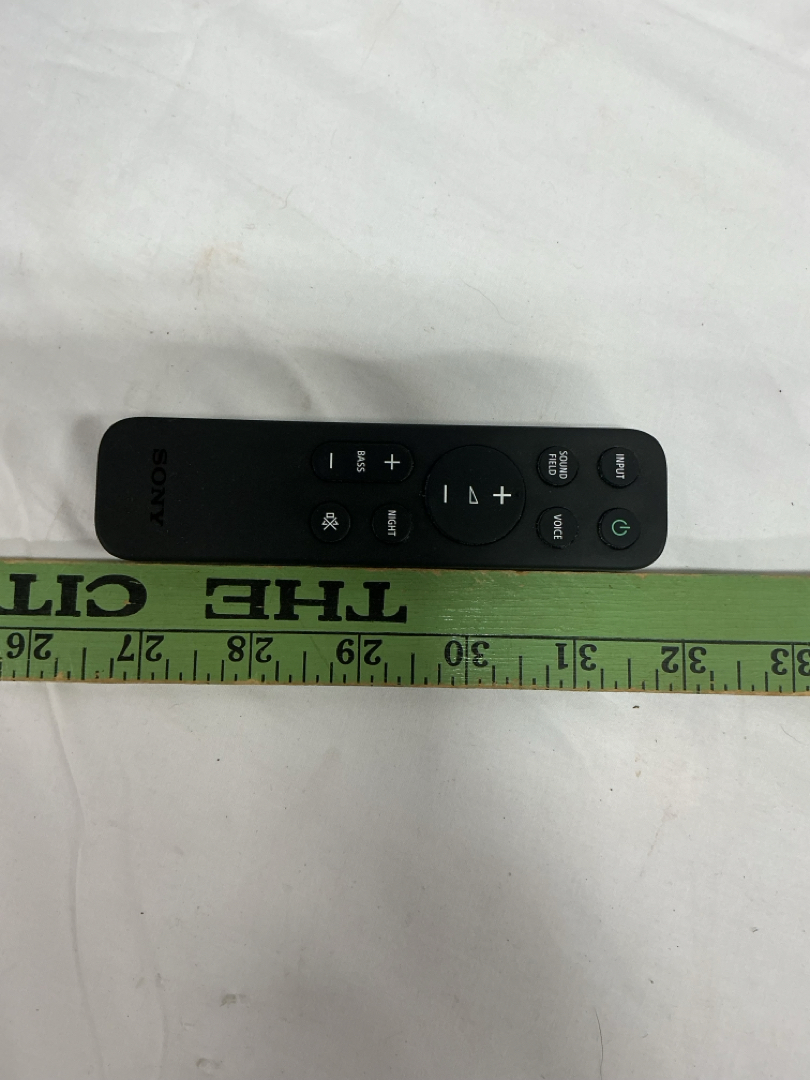 SONY
− BASS +
NIGHT
− +
SOUND
FIELD
INPUT
VOICE
THE CIT
26 27 28 29 30 31 32 33